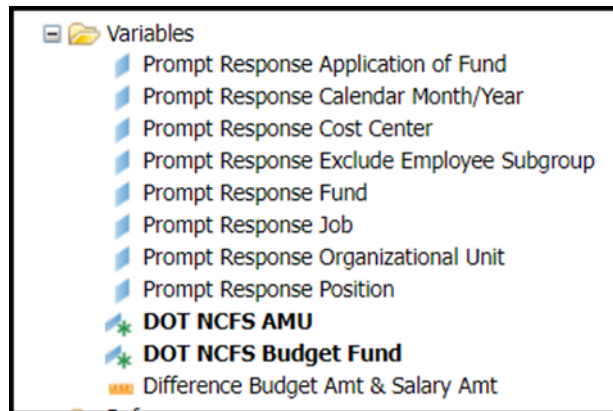 Variables
Prompt Response Application of Fund
Prompt Response Calendar Month/Year
Prompt Response Cost Center
Prompt Response Exclude Employee Subgroup
Prompt Response Fund
Prompt Response Job
Prompt Response Organizational Unit
Prompt Response Position
DOT NCFS AMU
DOT NCFS Budget Fund
Difference Budget Amt & Salary Amt